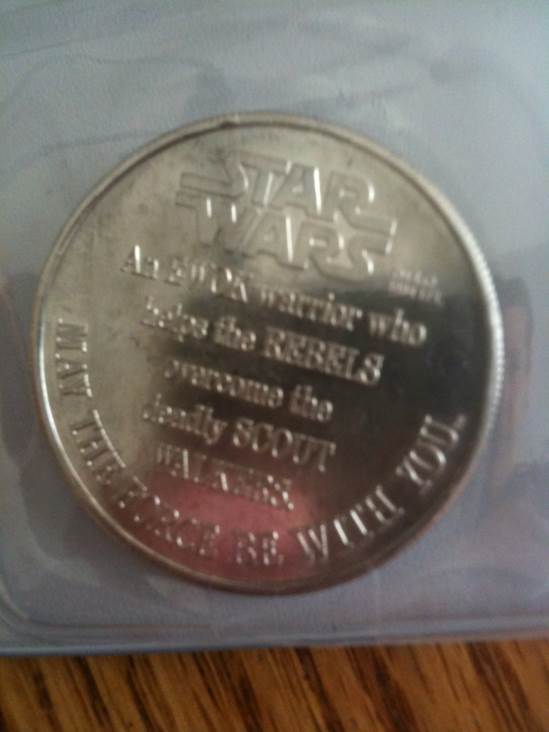 STAR
WARS
An EWOK warrior who
helps the REBELS
overcome the
deadly SCOUT
WALKERS.
MAY THE FORCE BE WITH YOU.